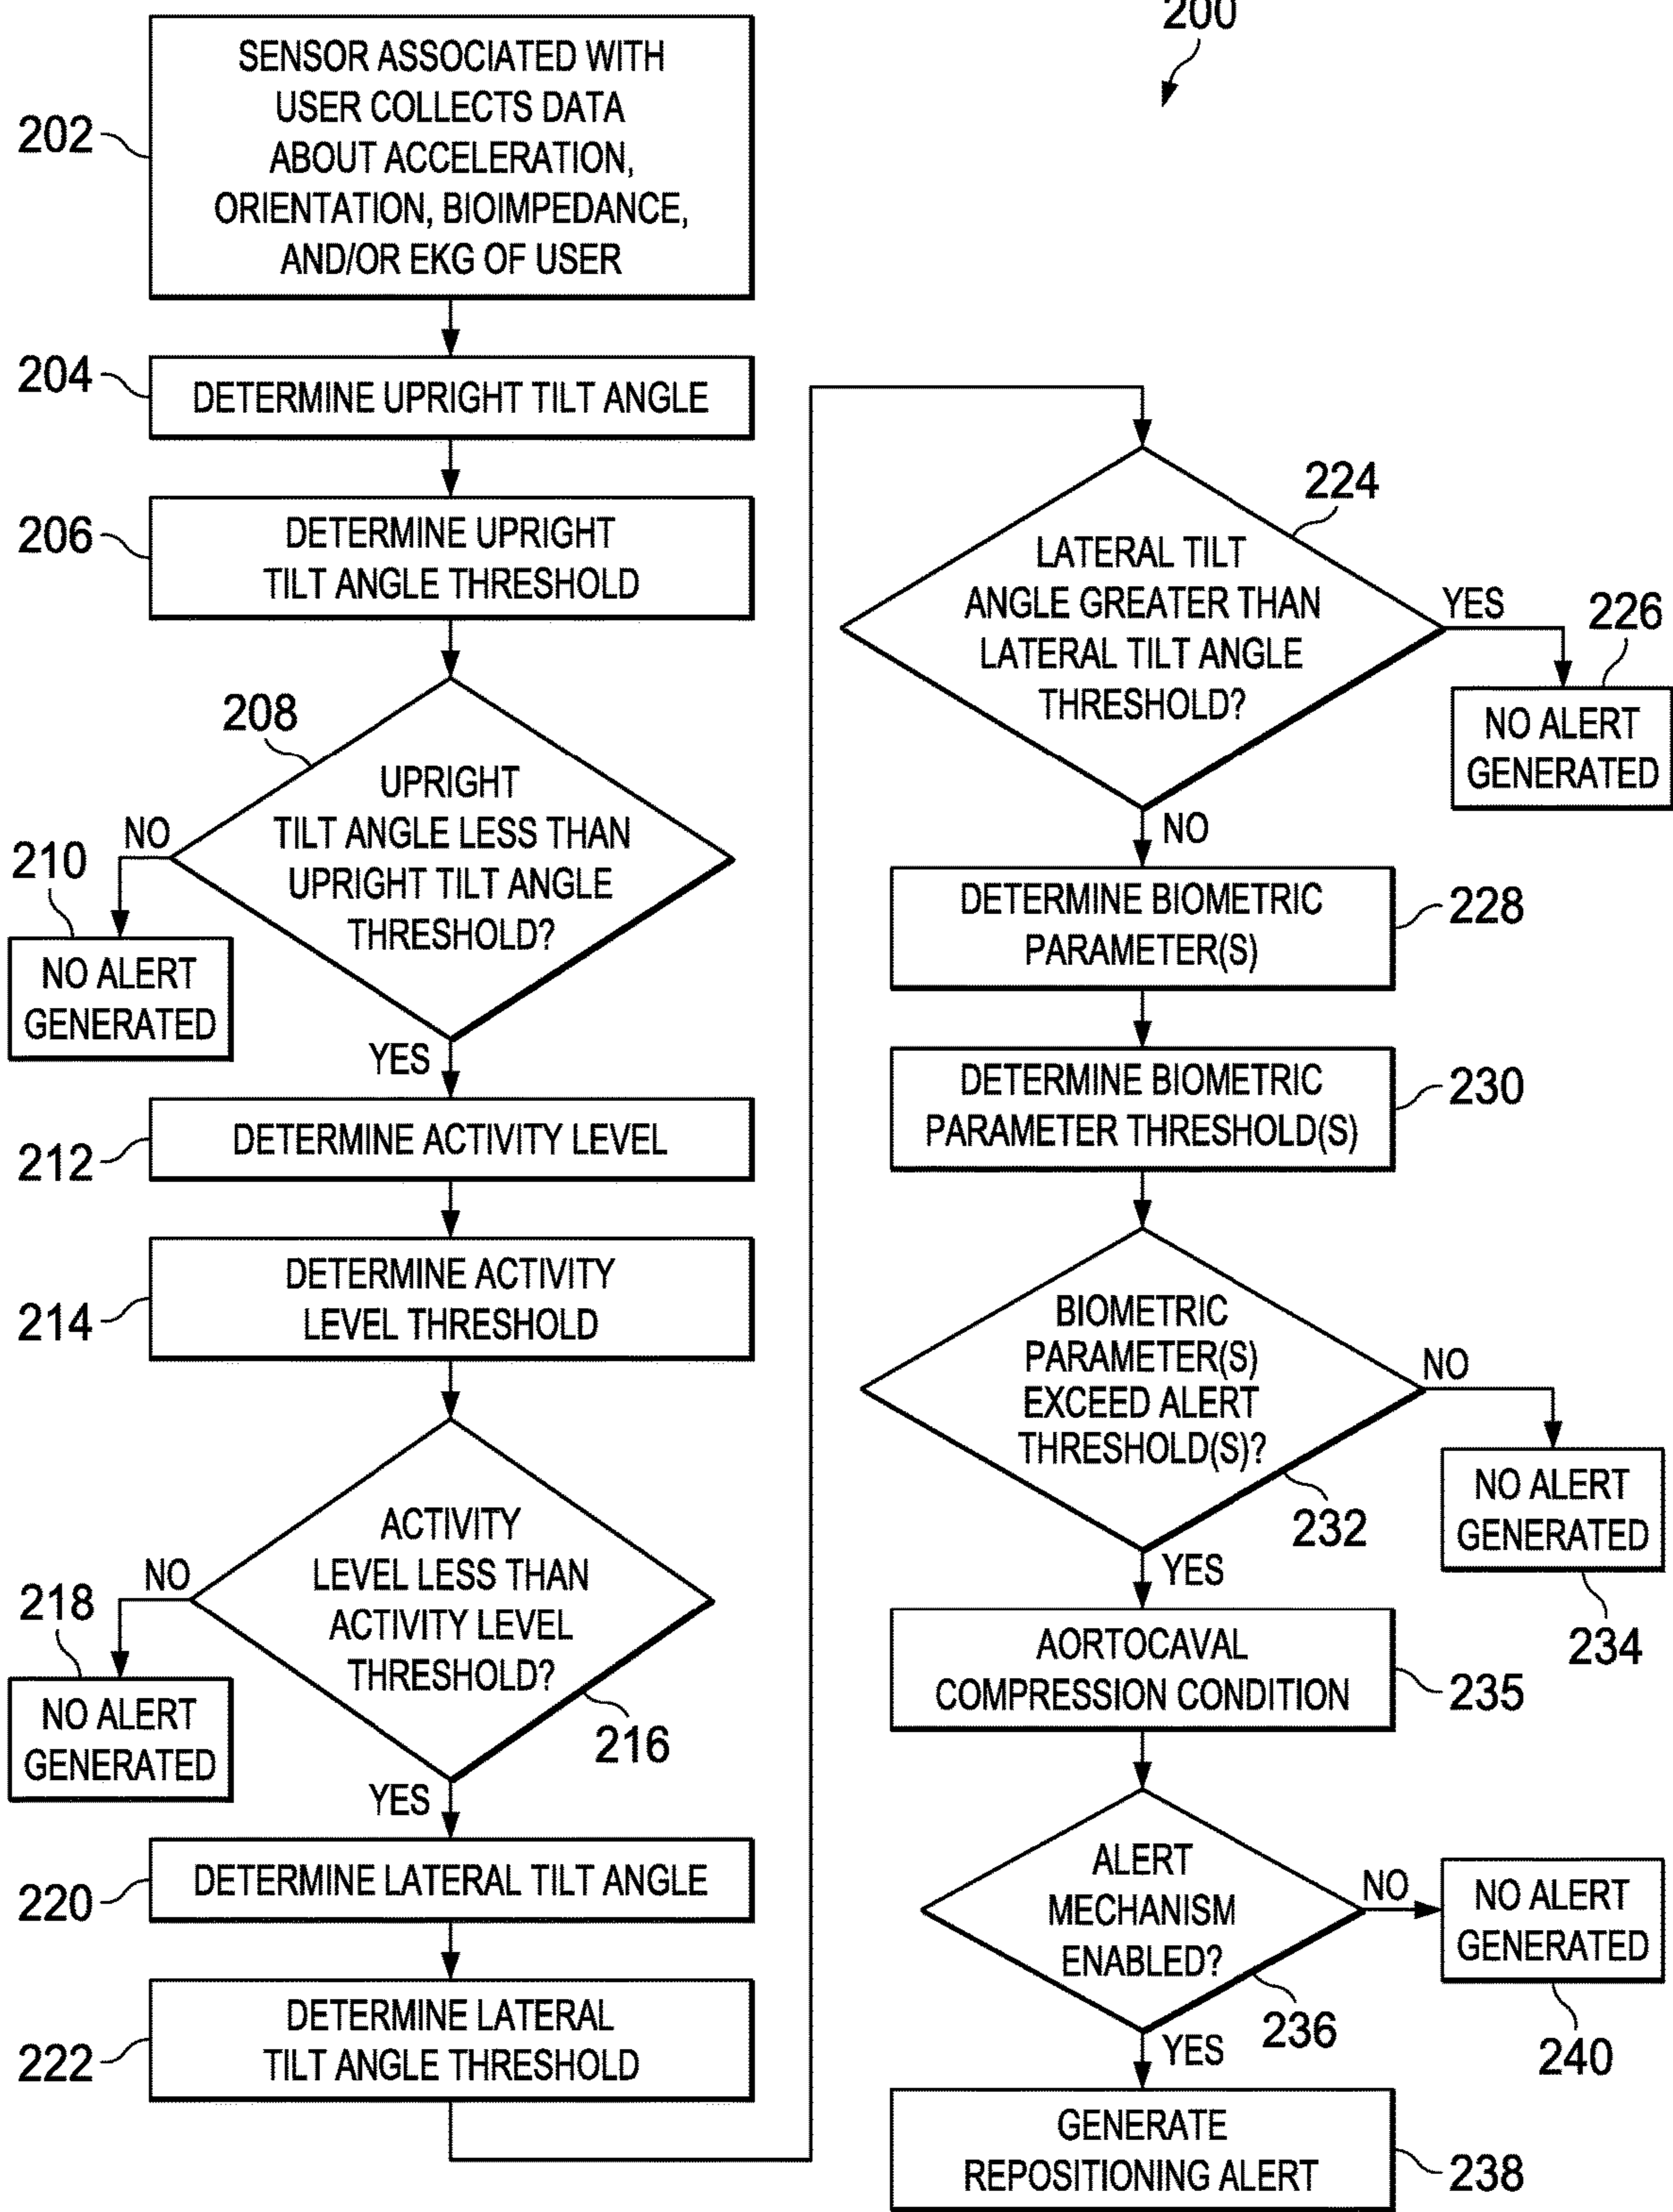 200
202
SENSOR ASSOCIATED WITH
USER COLLECTS DATA
ABOUT ACCELERATION,
ORIENTATION, BIOIMPEDANCE,
AND/OR EKG OF USER
204
DETERMINE UPRIGHT TILT ANGLE
206
DETERMINE UPRIGHT
TILT ANGLE THRESHOLD
208
UPRIGHT
TILT ANGLE LESS THAN
UPRIGHT TILT ANGLE
THRESHOLD?
NO
210
NO ALERT
GENERATED
YES
212
DETERMINE ACTIVITY LEVEL
214
DETERMINE ACTIVITY
LEVEL THRESHOLD
ACTIVITY
LEVEL LESS THAN
ACTIVITY LEVEL
THRESHOLD?
216
NO
218
NO ALERT
GENERATED
YES
220
DETERMINE LATERAL TILT ANGLE
222
DETERMINE LATERAL
TILT ANGLE THRESHOLD
224
LATERAL TILT
ANGLE GREATER THAN
LATERAL TILT ANGLE
THRESHOLD?
YES
226
NO ALERT
GENERATED
NO
DETERMINE BIOMETRIC
PARAMETER(S)
228
DETERMINE BIOMETRIC
PARAMETER THRESHOLD(S)
230
BIOMETRIC
PARAMETER(S)
EXCEED ALERT
THRESHOLD(S)?
232
NO
NO ALERT
GENERATED
234
YES
AORTOCAVAL
COMPRESSION CONDITION
235
ALERT
MECHANISM
ENABLED?
236
NO
NO ALERT
GENERATED
240
YES
GENERATE
REPOSITIONING ALERT
238